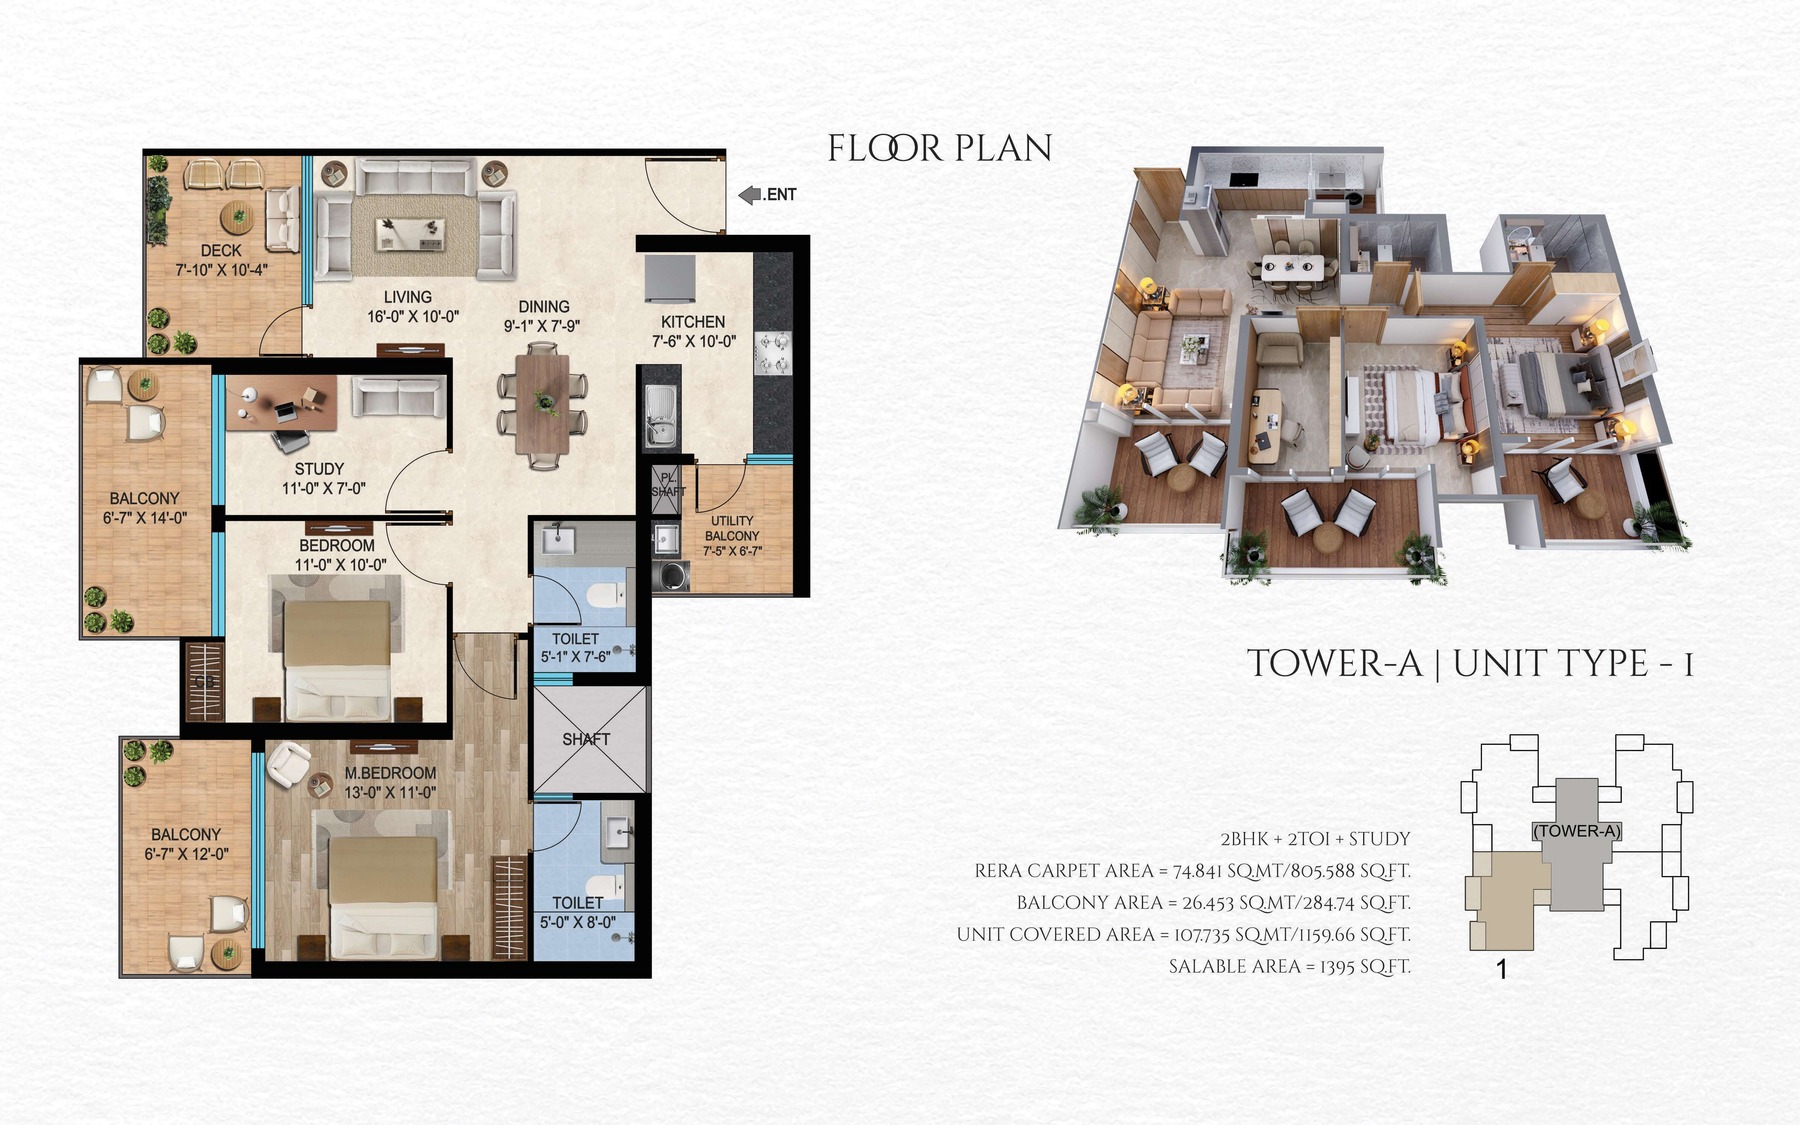 FLOOR PLAN
.ENT
DECK
7'-10" X 10'-4"
LIVING
16'-0" X 10'-0"
DINING
9'-1" X 7'-9"
KITCHEN
7'-6" X 10'-0"
STUDY
11'-0" X 7'-0"
BALCONY
6'-7" X 14'-0"
PL.
SHAFT
UTILITY
BALCONY
7'-5" X 6'-7"
BEDROOM
11'-0" X 10'-0"
TOILET
5'-1" X 7'-6"
CB
SHAFT
M.BEDROOM
13'-0" X 11'-0"
BALCONY
6'-7" X 12'-0"
TOILET
5'-0" X 8'-0"
TOWER-A | UNIT TYPE - 1
2BHK + 2TOI + STUDY
RERA CARPET AREA = 74.841 SQ.MT/805.588 SQ.FT.
BALCONY AREA = 26.453 SQ.MT/284.74 SQ.FT.
UNIT COVERED AREA = 107.735 SQ.MT/1159.66 SQ.FT.
SALABLE AREA = 1395 SQ.FT.
(TOWER-A)
1